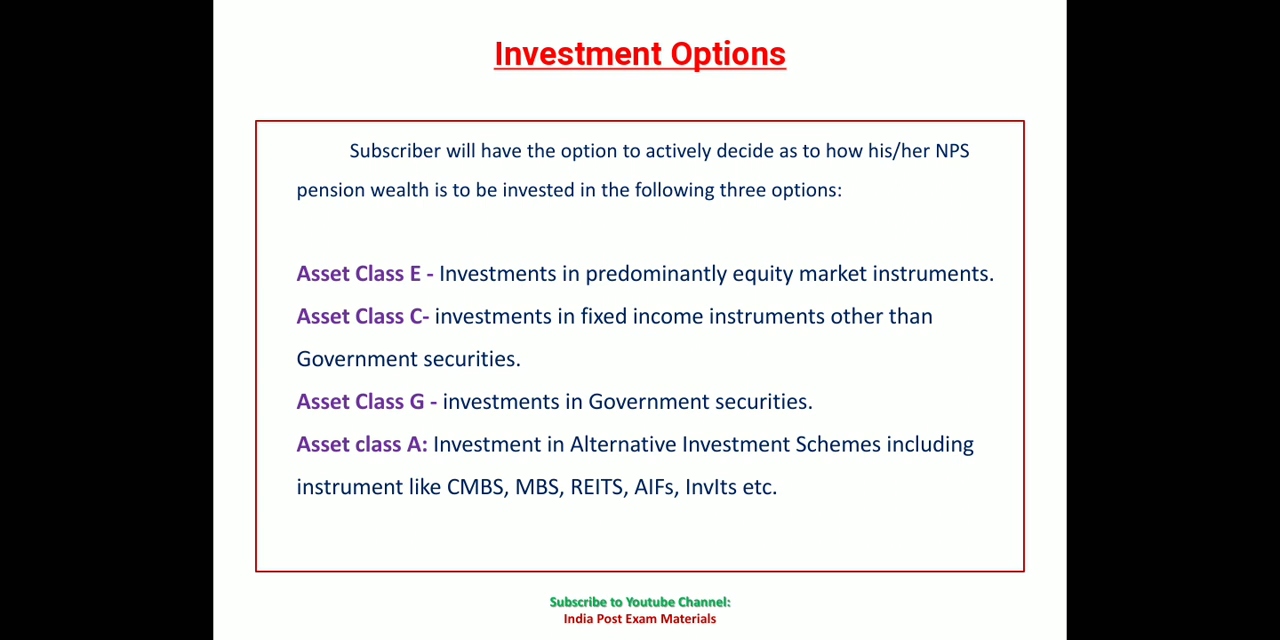 Investment Options
Subscriber will have the option to actively decide as to how his/her NPS
pension wealth is to be invested in the following three options:
Asset Class E - Investments in predominantly equity market instruments.
Asset Class C- investments in fixed income instruments other than
Government securities.
Asset Class G - investments in Government securities.
Asset class A: Investment in Alternative Investment Schemes including
instrument like CMBS, MBS, REITS, AIFs, InvIts etc.
Subscribe to Youtube Channel:
India Post Exam Materials